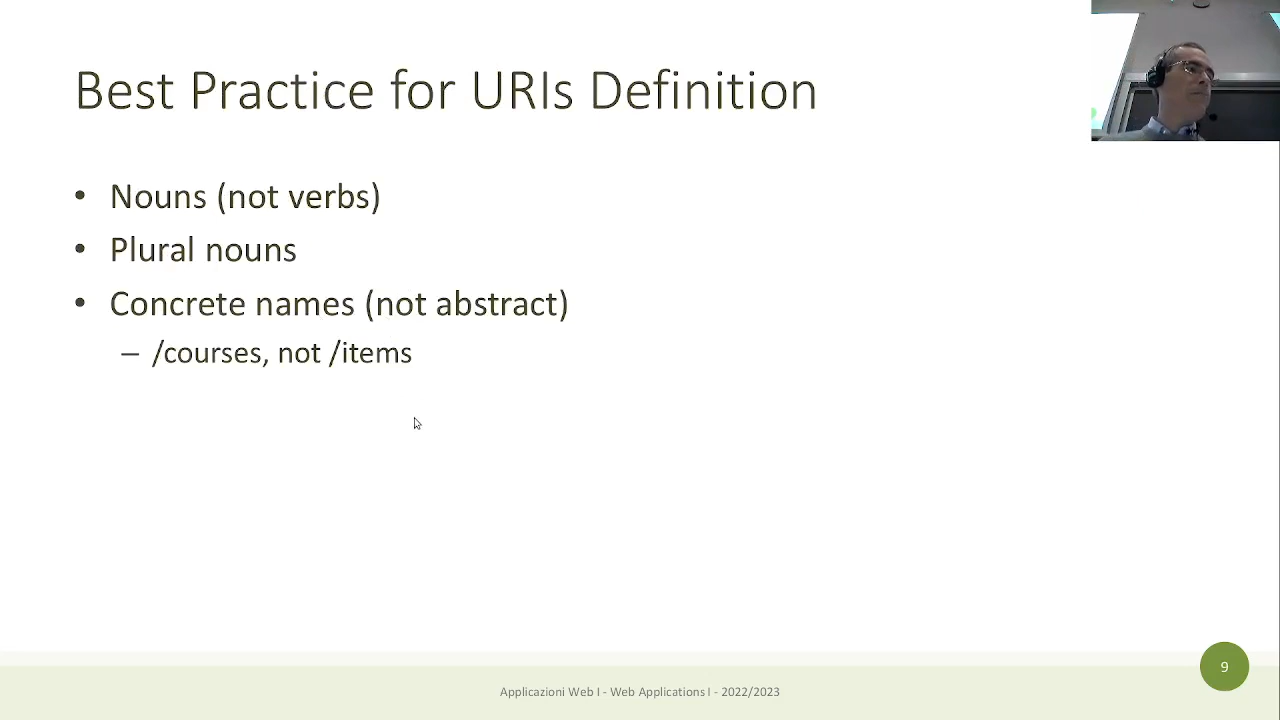 Best Practice for URIs Definition
• Nouns (not verbs)
• Plural nouns
• Concrete names (not abstract)
– /courses, not /items
9
Applicazioni Web I - Web Applications I - 2022/2023